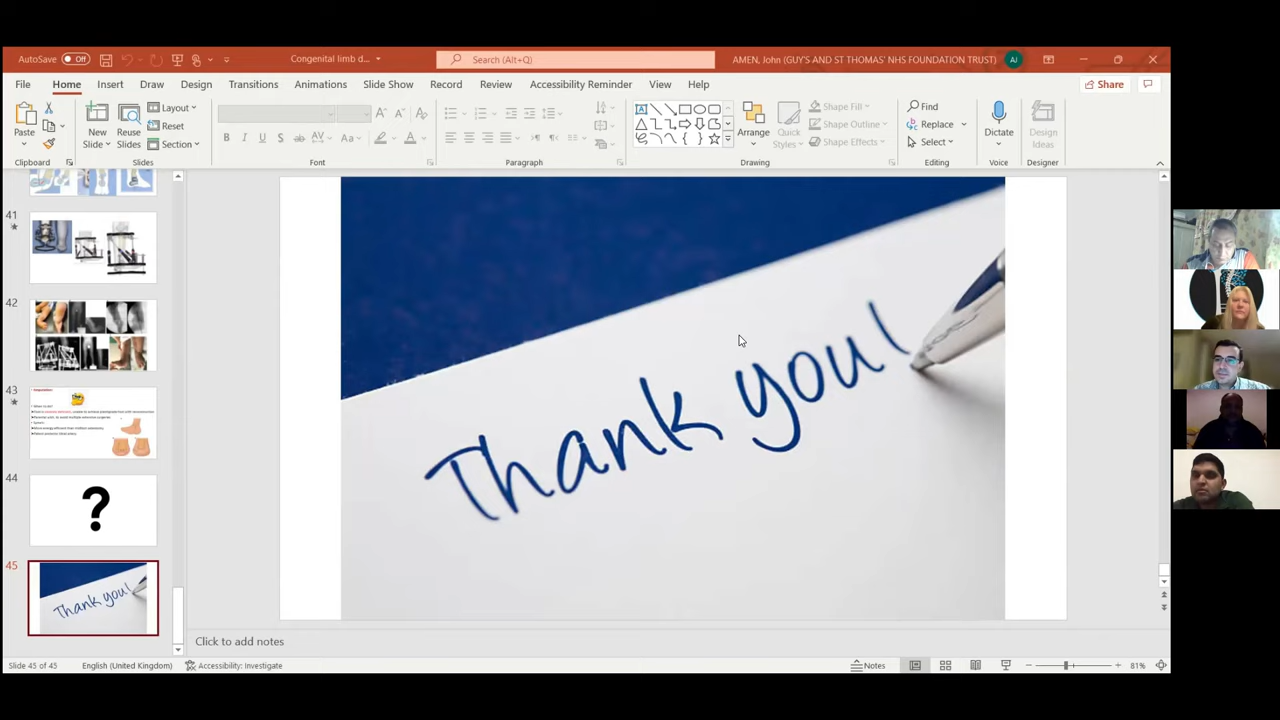 AutoSave Off
Congenital limb d...
Search (Alt+Q)
AMEN, John (GUY'S AND ST THOMAS' NHS FOUNDATION TRUST) AJ
File Home Insert Draw Design Transitions Animations Slide Show Record Review Accessibility Reminder View Help
Share
Paste
New Slides
Reuse Slides
Layout
Reset
Section
Arrange
Quick Styles
Shape Fill
Shape Outline
Shape Effects
Find
Replace
Select
Dictate
Design Ideas
Clipboard Slides Font Paragraph Drawing Editing Voice Designer
41
42
43
44
?
45
Thank you!
Thank you!
Click to add notes
Slide 45 of 45 English (United Kingdom) Accessibility: Investigate Notes 81%